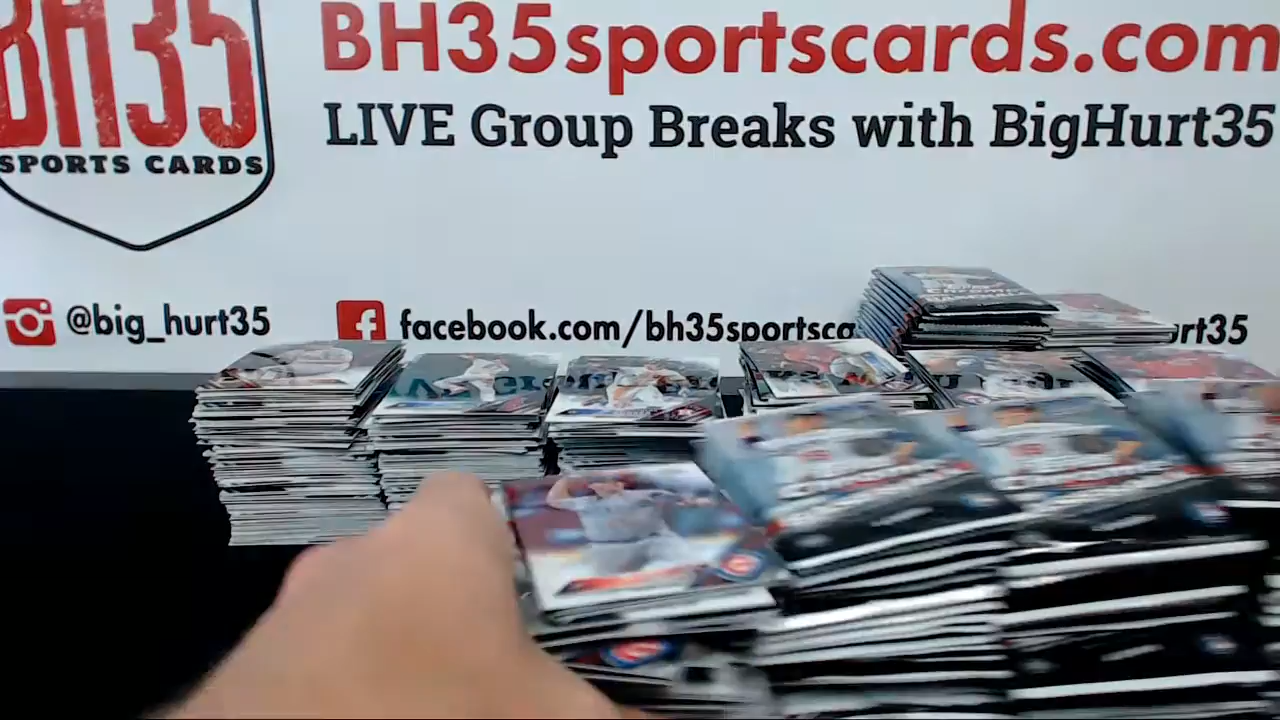 BH35
SPORTS CARDS
BH35sportscards.com
LIVE Group Breaks with BigHurt35
@big_hurt35
facebook.com/bh35sportsca
rt35